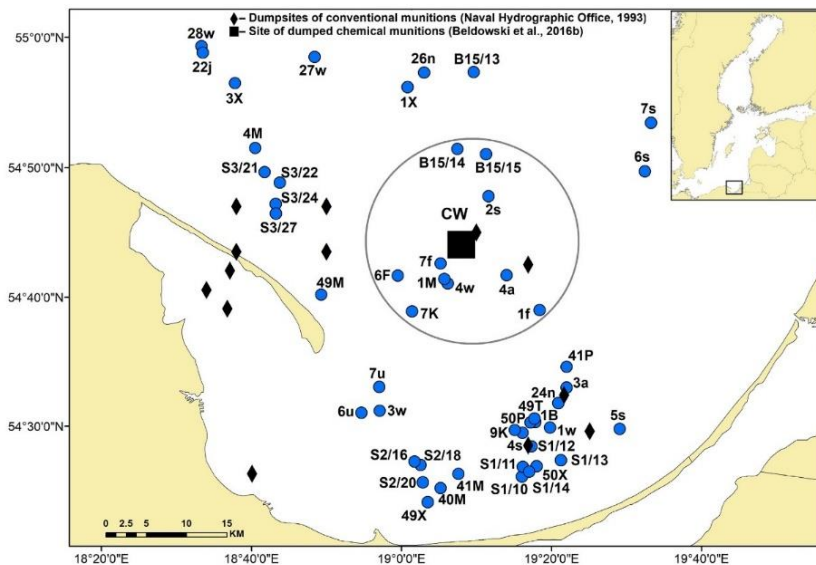 Dumpsites of conventional munitions (Naval Hydrographic Office, 1993)
Site of dumped chemical munitions (Beldowski et al., 2016b)
55°0'0"N
28w
22j
27w
26n
B15/13
3X
1X
7s
4M
S3/21
S3/22
B15/14
B15/15
6s
54°50'0"N
S3/24
2s
S3/27
CW
7f
6F
1M
4w
4a
49M
54°40'0"N
7K
1f
41P
7u
3a
24n
6u
3w
49T
50P
1B
9K
1w
5s
54°30'0"N
4s
S1/12
S2/16
S2/18
S1/11
S1/13
S2/20
41M
50X
40M
S1/10
S1/14
49X
0 2.5 5 10 15
KM
18°20'0"E
18°40'0"E
19°0'0"E
19°20'0"E
19°40'0"E